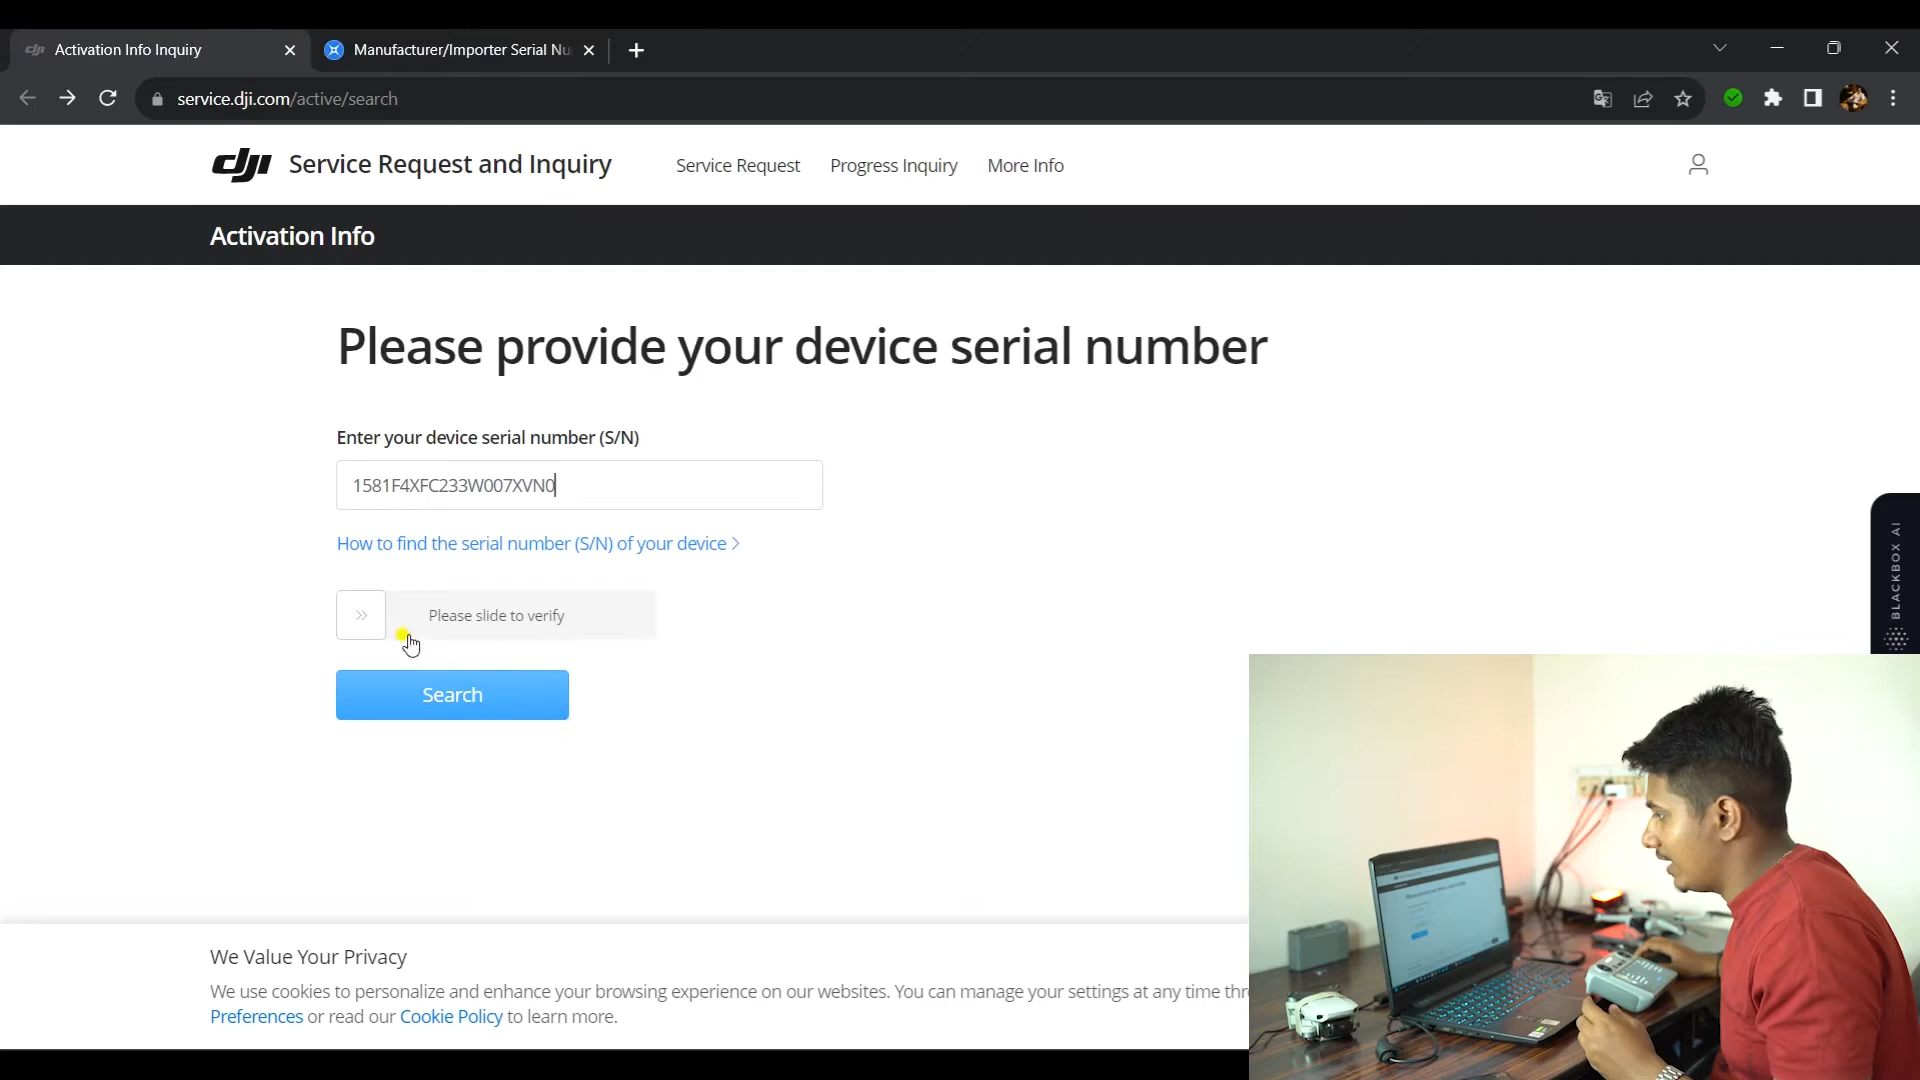 Activation Info Inquiry
Manufacturer/Importer Serial Nu
service.dji.com/active/search
dji Service Request and Inquiry
Service Request
Progress Inquiry
More Info
Activation Info
Please provide your device serial number
Enter your device serial number (S/N)
1581F4XFC233W007XVN0
How to find the serial number (S/N) of your device >
Please slide to verify
Search
BLACKBOX AI
We Value Your Privacy
We use cookies to personalize and enhance your browsing experience on our websites. You can manage your settings at any time thr
Preferences or read our Cookie Policy to learn more.